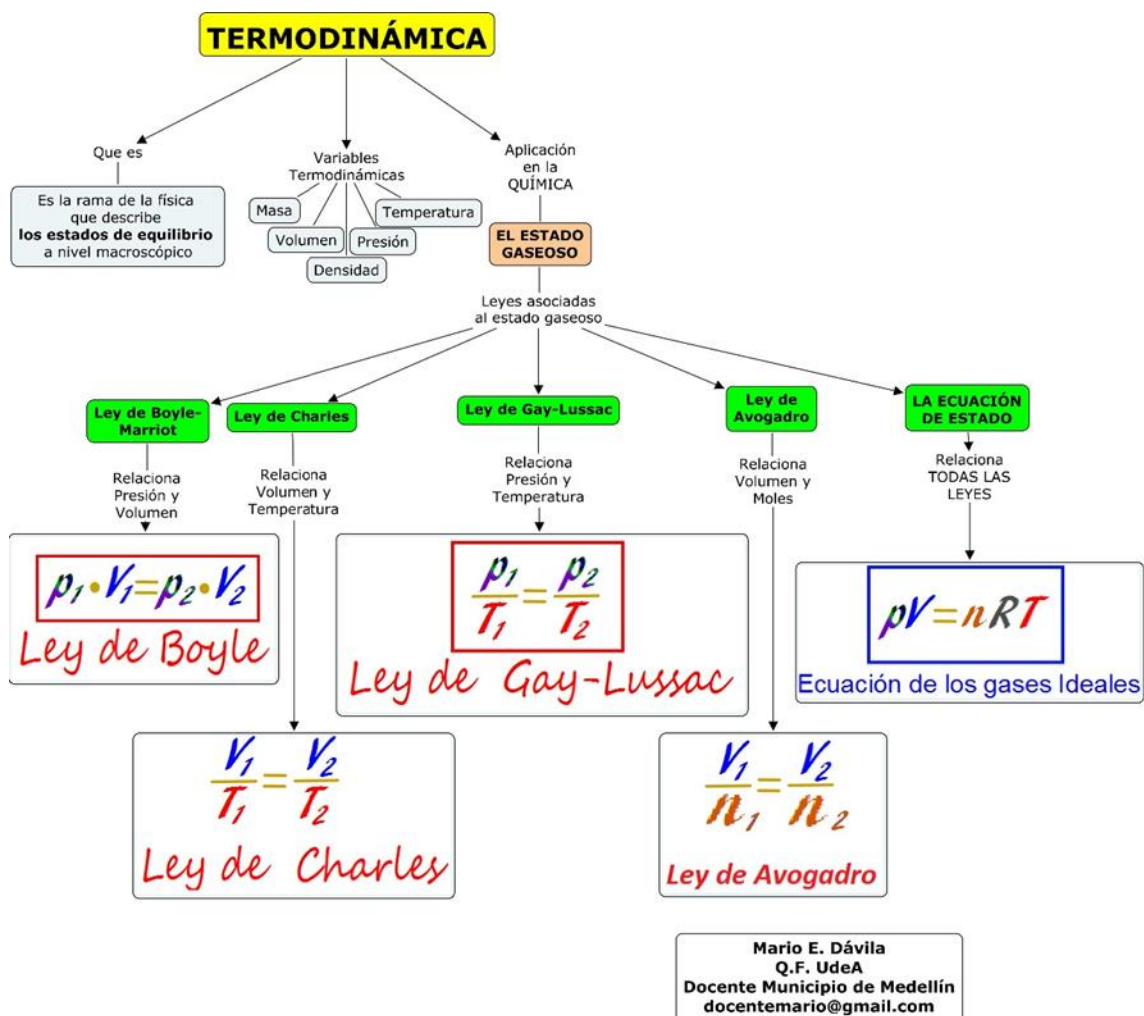 TERMODINÁMICA
Que es
Es la rama de la física
que describe
los estados de equilibrio
a nivel macroscópico
Variables
Termodinámicas
Masa
Volumen
Densidad
Presión
Temperatura
Aplicación
en la
QUÍMICA
EL ESTADO
GASEOSO
Leyes asociadas
al estado gaseoso
Ley de Boyle-
Marriot
Relaciona
Presión y
Volumen
p₁·V₁=p₂·V₂
Ley de Boyle
Ley de Charles
Relaciona
Volumen y
Temperatura
V₁/T₁=V₂/T₂
Ley de Charles
Ley de Gay-Lussac
Relaciona
Presión y
Temperatura
p₁/T₁=p₂/T₂
Ley de Gay-Lussac
Ley de
Avogadro
Relaciona
Volumen y
Moles
V₁/n₁=V₂/n₂
Ley de Avogadro
LA ECUACIÓN
DE ESTADO
Relaciona
TODAS LAS
LEYES
pV=nRT
Ecuación de los gases Ideales
Mario E. Dávila
Q.F. UdeA
Docente Municipio de Medellín
docentemario@gmail.com